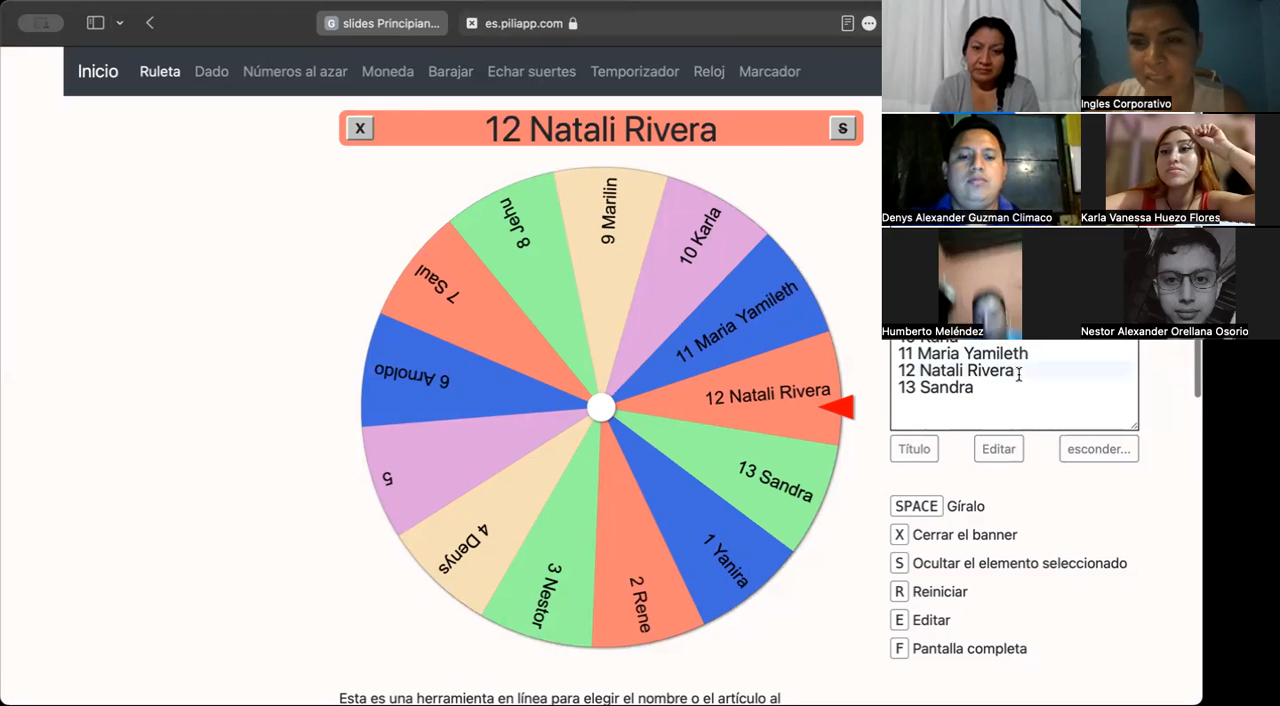 slides Principian...
es.piliapp.com
Inicio Ruleta Dado Números al azar Moneda Barajar Echar suertes Temporizador Reloj Marcador
X 12 Natali Rivera S
8 Jehu
9 Marilin
10 Karla
7 Saul
11 Maria Yamileth
6 Arnoldo
12 Natali Rivera
5
13 Sandra
4 Denys
1 Yanira
3 Nestor
2 Rene
Esta es una herramienta en línea para elegir el nombre o el artículo al
Ingles Corporativo
Denys Alexander Guzman Climaco
Karla Vanessa Huezo Flores
Humberto Meléndez
Nestor Alexander Orellana Osorio
10 Karla
11 Maria Yamileth
12 Natali Rivera
13 Sandra
Título Editar esconder...
SPACE Gíralo
X Cerrar el banner
S Ocultar el elemento seleccionado
R Reiniciar
E Editar
F Pantalla completa